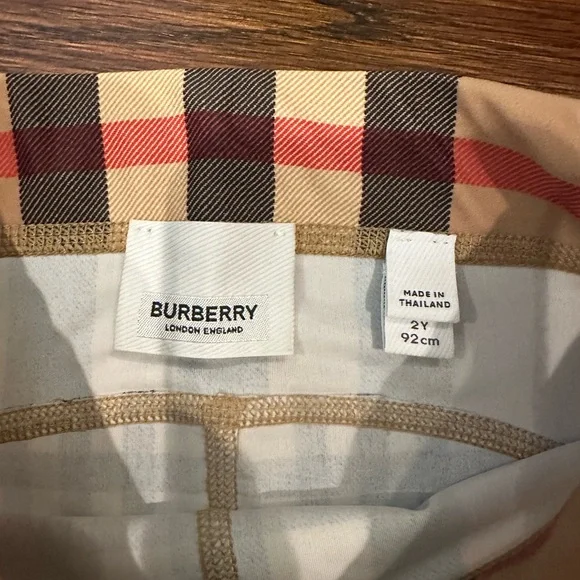 BURBERRY
LONDON ENGLAND
MADE IN
THAILAND
2Y
92cm